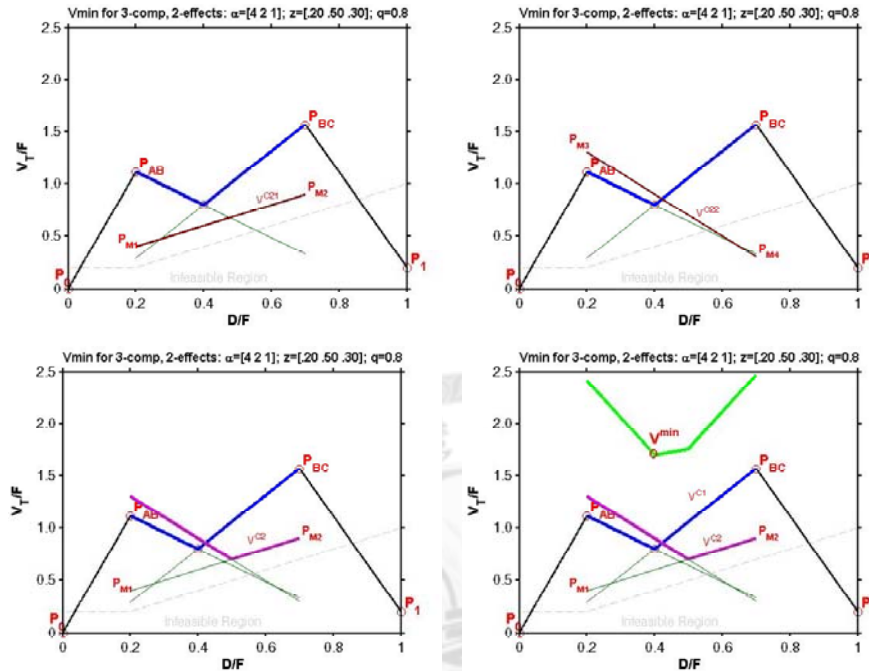 Vmin for 3-comp, 2-effects: α=[4 2 1]; z=[.20 .50 .30]; q=0.8
2.5
2.0
1.5
1.0
0.5
0
V_T/F
P_AB
P_BC
V^C21
P_M1
P_M2
P_0
P_1
Infeasible Region
0 0.2 0.4 0.6 0.8 1
D/F
Vmin for 3-comp, 2-effects: α=[4 2 1]; z=[.20 .50 .30]; q=0.8
2.5
2.0
1.5
1.0
0.5
0
V_T/F
P_M3
P_AB
P_BC
V^C22
P_M4
P_0
P_1
Infeasible Region
0 0.2 0.4 0.6 0.8 1
D/F
Vmin for 3-comp, 2-effects: α=[4 2 1]; z=[.20 .50 .30]; q=0.8
2.5
2.0
1.5
1.0
0.5
0
V_T/F
P_AB
P_BC
V^C2
P_M1
P_M2
P_1
Infeasible Region
0 0.2 0.4 0.6 0.8 1
D/F
Vmin for 3-comp, 2-effects: α=[4 2 1]; z=[.20 .50 .30]; q=0.8
2.5
2.0
1.5
1.0
0.5
0
V_T/F
V^min
P_AB
P_BC
V^C1
V^C2
P_M1
P_M2
Infeasible Region
0 0.2 0.4 0.6 0.8 1
D/F